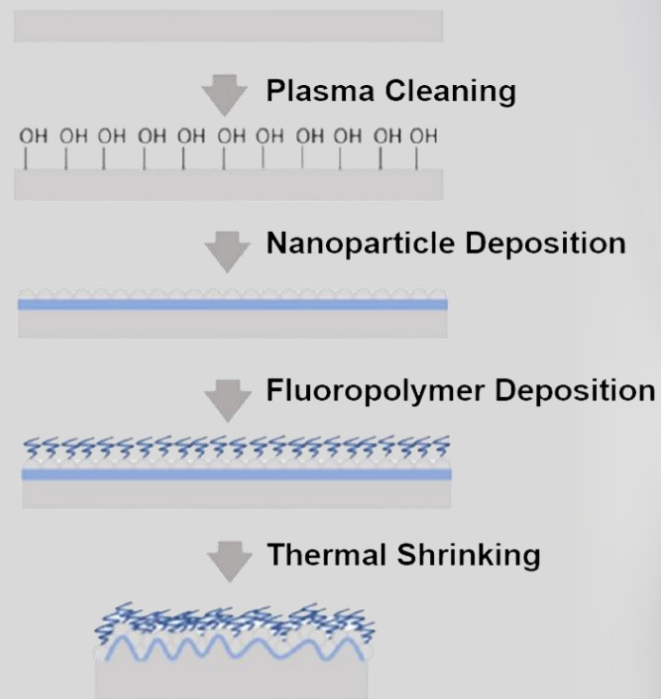 Plasma Cleaning
OH OH OH OH OH OH OH OH OH OH OH
Nanoparticle Deposition
Fluoropolymer Deposition
Thermal Shrinking